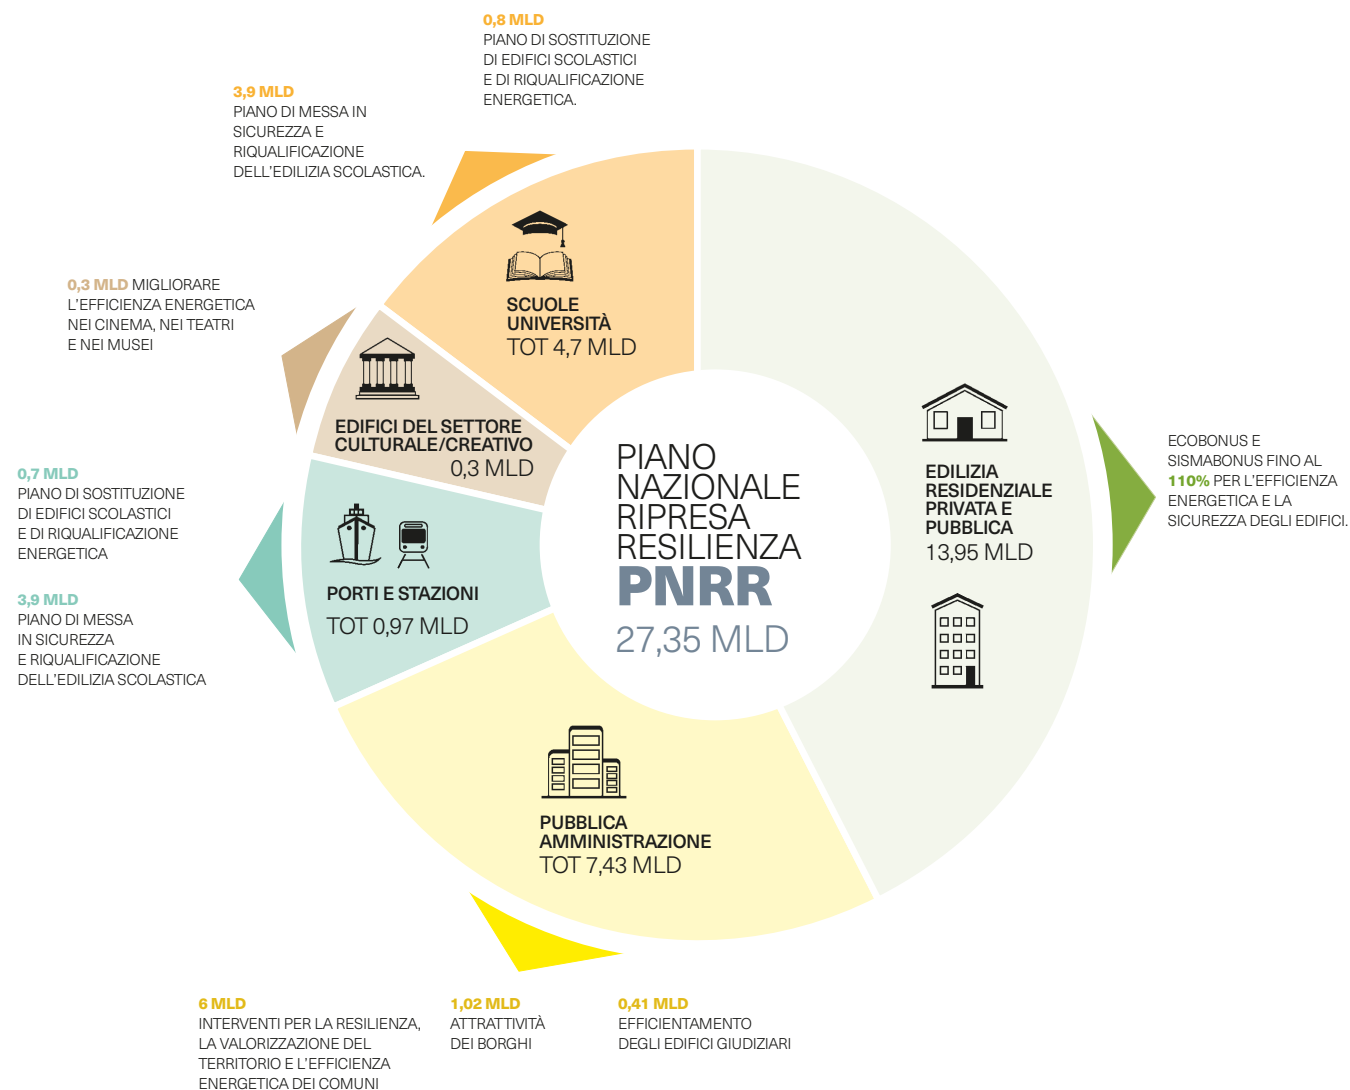 0,8 MLD
PIANO DI SOSTITUZIONE
DI EDIFICI SCOLASTICI
E DI RIQUALIFICAZIONE
ENERGETICA.
3,9 MLD
PIANO DI MESSA IN
SICUREZZA E
RIQUALIFICAZIONE
DELL'EDILIZIA SCOLASTICA.
0,3 MLD MIGLIORARE
L'EFFICIENZA ENERGETICA
NEI CINEMA, NEI TEATRI
E NEI MUSEI
0,7 MLD
PIANO DI SOSTITUZIONE
DI EDIFICI SCOLASTICI
E DI RIQUALIFICAZIONE
ENERGETICA
3,9 MLD
PIANO DI MESSA
IN SICUREZZA
E RIQUALIFICAZIONE
DELL'EDILIZIA SCOLASTICA
SCUOLE
UNIVERSITÀ
TOT 4,7 MLD
EDIFICI DEL SETTORE
CULTURALE/CREATIVO
0,3 MLD
PORTI E STAZIONI
TOT 0,97 MLD
PUBBLICA
AMMINISTRAZIONE
TOT 7,43 MLD
PIANO
NAZIONALE
RIPRESA
RESILIENZA
PNRR
27,35 MLD
EDILIZIA
RESIDENZIALE
PRIVATA E
PUBBLICA
13,95 MLD
ECOBONUS E
SISMABONUS FINO AL
110% PER L'EFFICIENZA
ENERGETICA E LA
SICUREZZA DEGLI EDIFICI.
6 MLD
INTERVENTI PER LA RESILIENZA,
LA VALORIZZAZIONE DEL
TERRITORIO E L'EFFICIENZA
ENERGETICA DEI COMUNI
1,02 MLD
ATTRATTIVITÀ
DEI BORGHI
0,41 MLD
EFFICIENTAMENTO
DEGLI EDIFICI GIUDIZIARI